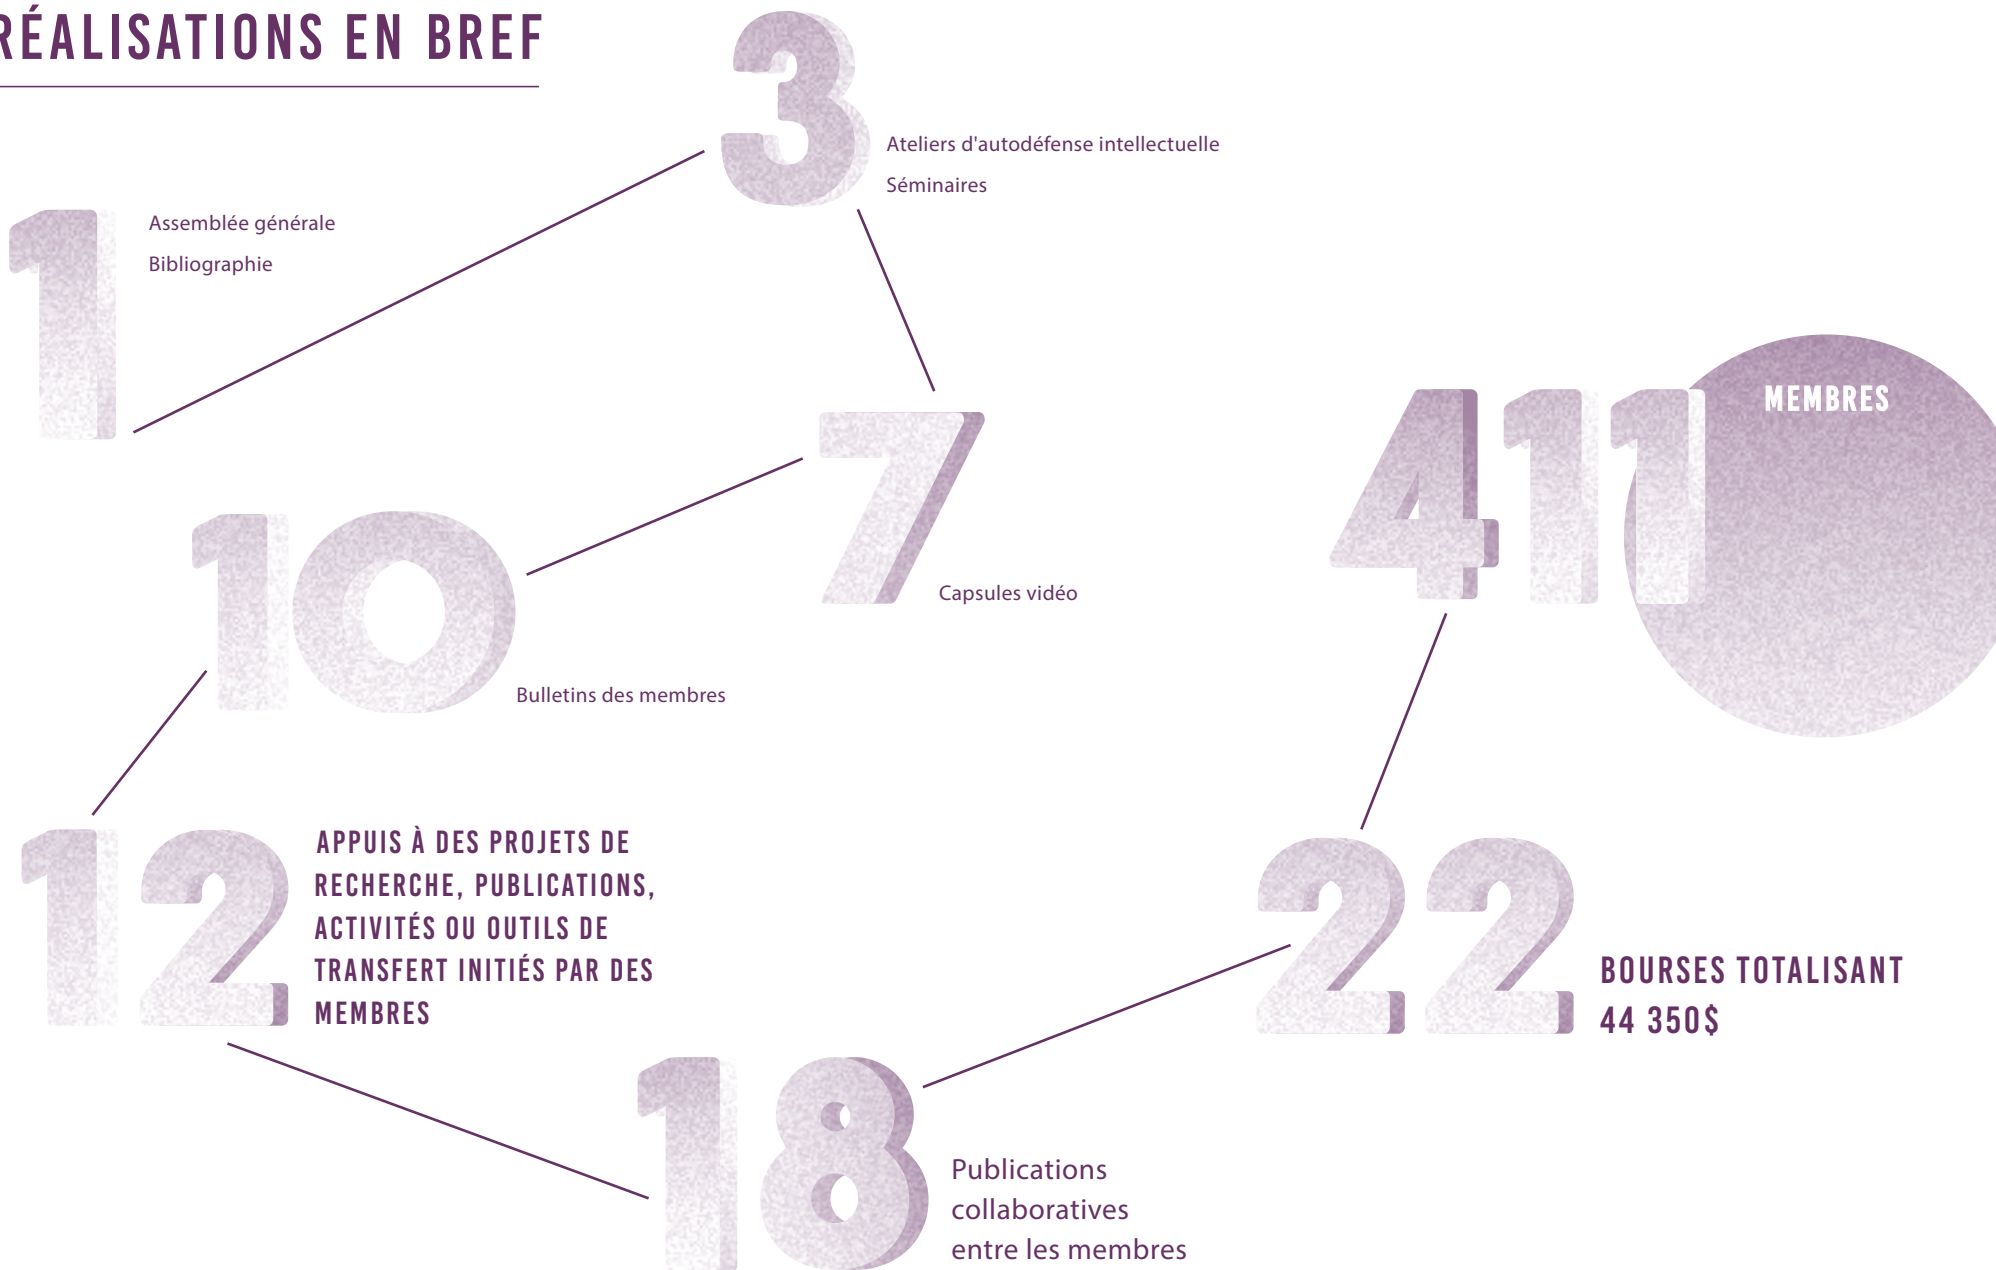 RÉALISATIONS EN BREF
1
Assemblée générale
Bibliographie
3
Ateliers d'autodéfense intellectuelle
Séminaires
7
Capsules vidéo
10
Bulletins des membres
12
APPUIS À DES PROJETS DE
RECHERCHE, PUBLICATIONS,
ACTIVITÉS OU OUTILS DE
TRANSFERT INITIÉS PAR DES
MEMBRES
18
Publications
collaboratives
entre les membres
22
BOURSES TOTALISANT
44 350$
411
MEMBRES